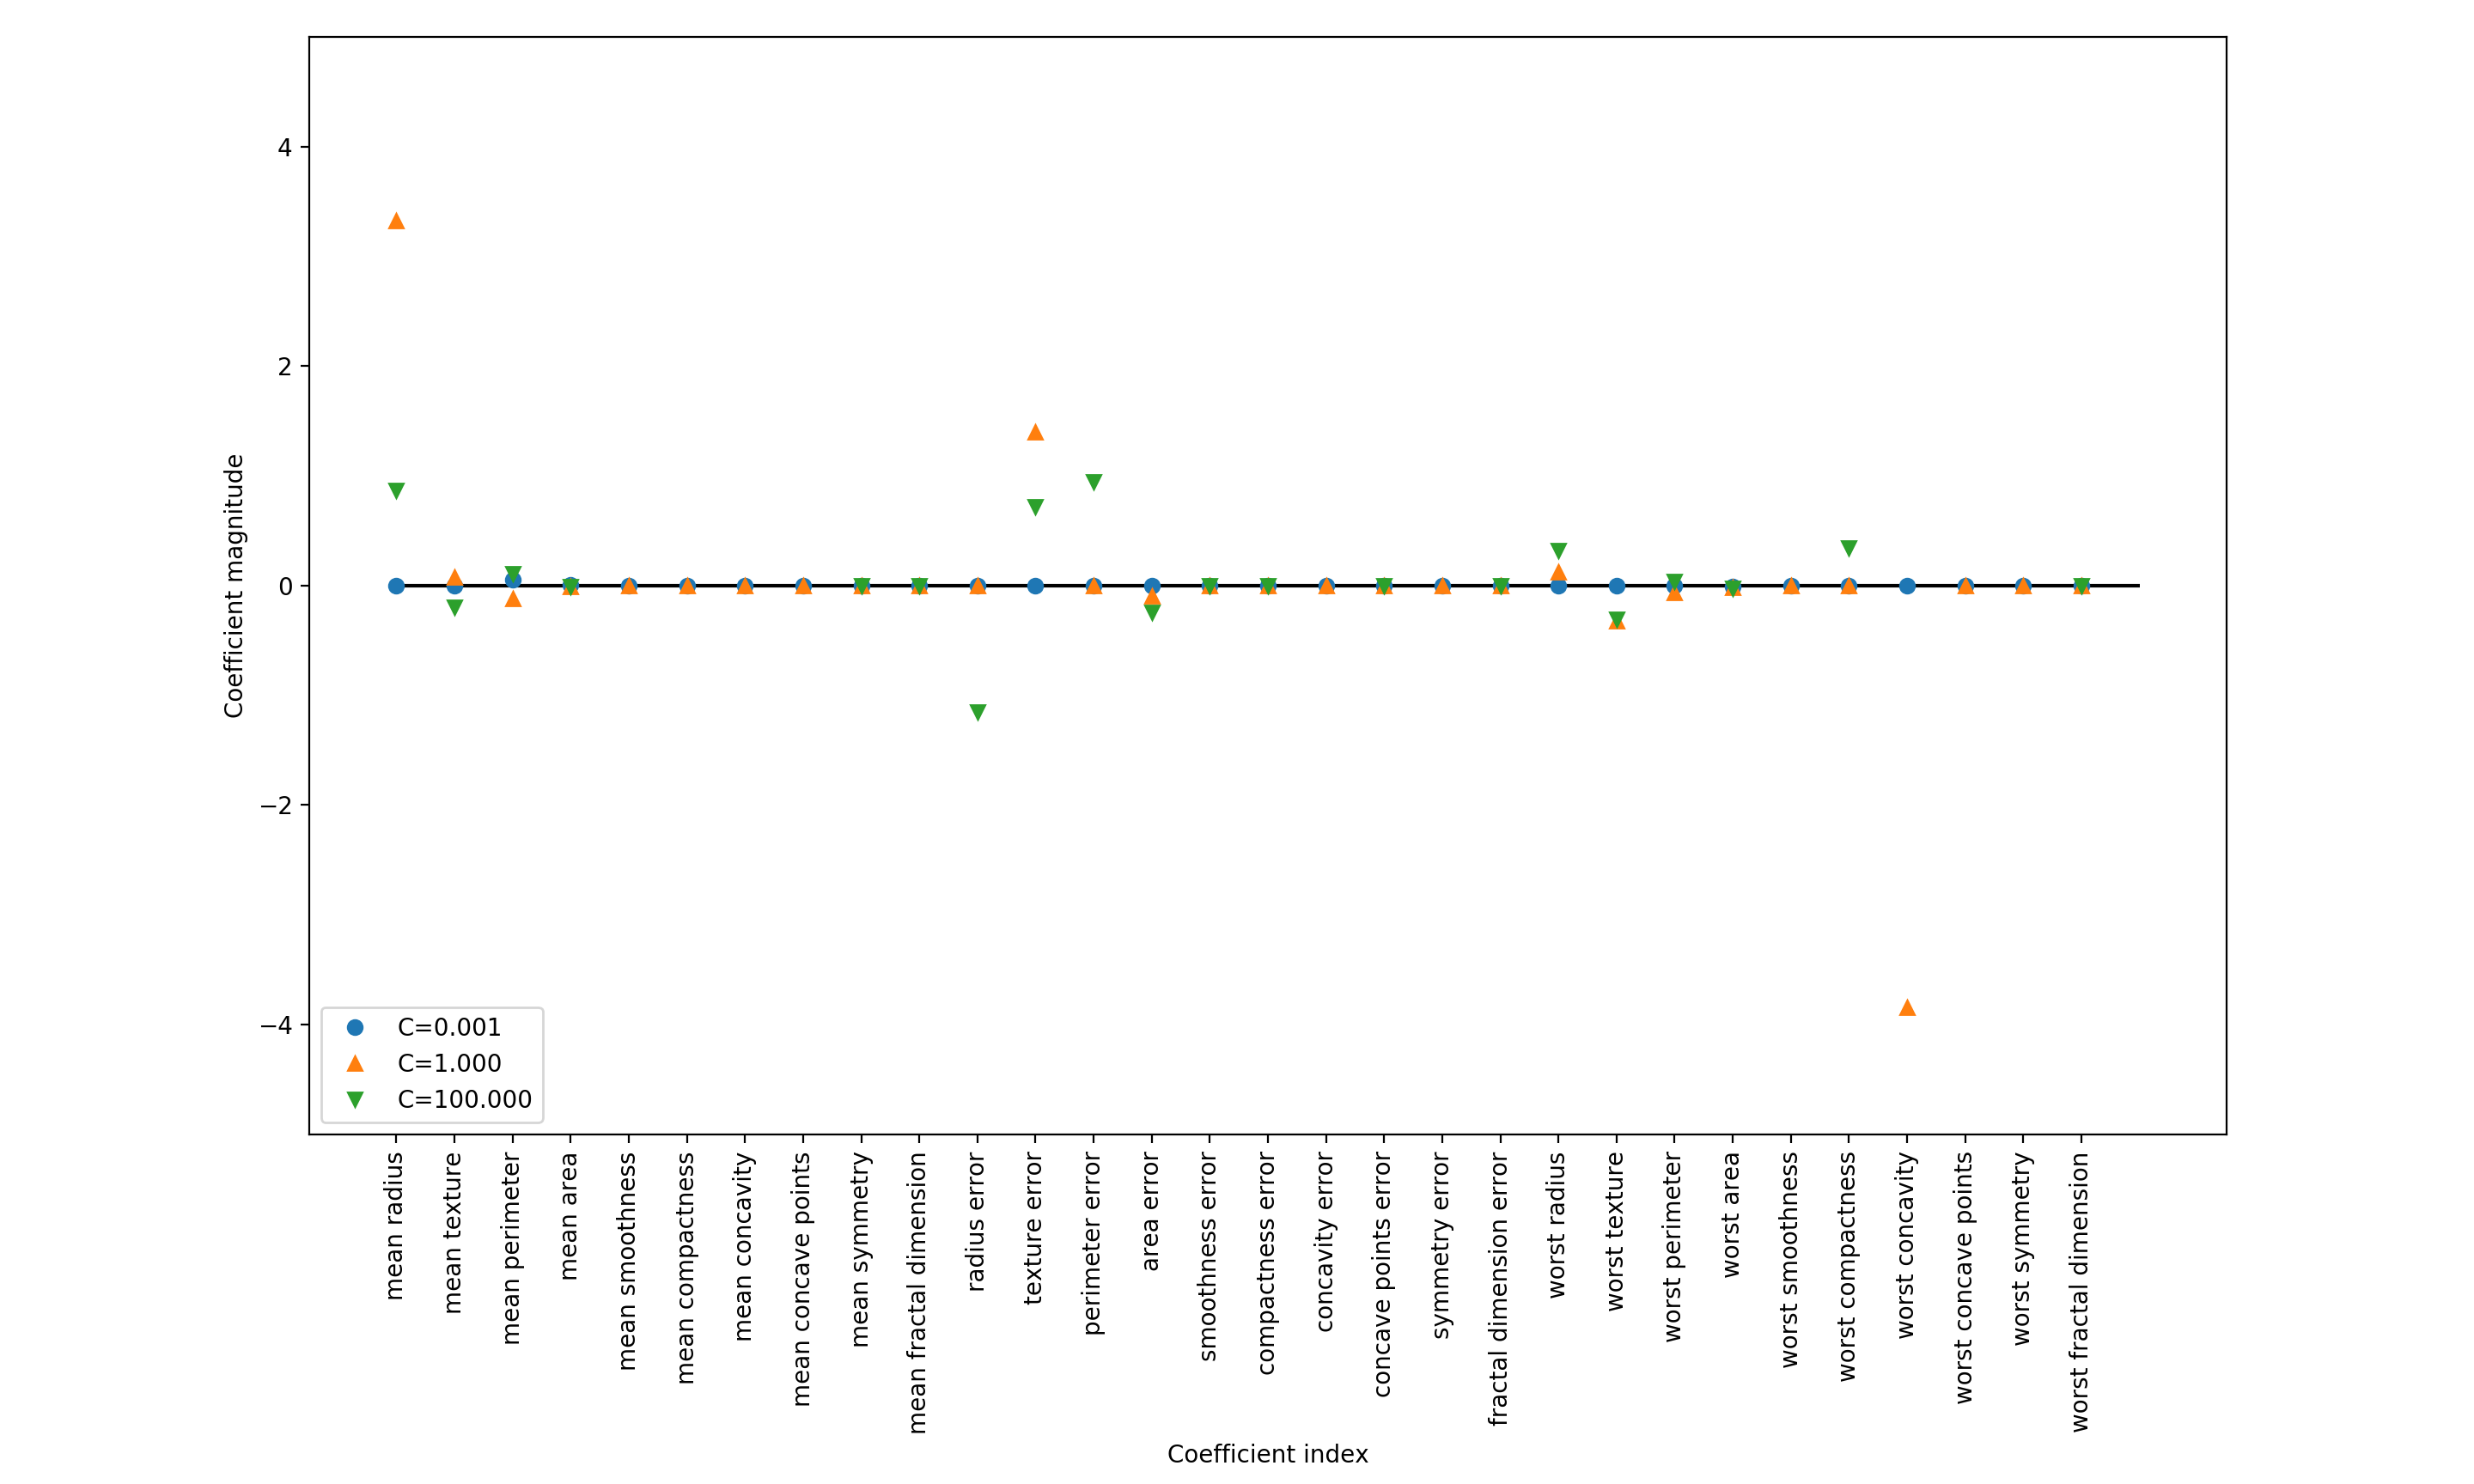 4
2
0
−2
−4
Coefficient magnitude
C=0.001
C=1.000
C=100.000
mean radius
mean texture
mean perimeter
mean area
mean smoothness
mean compactness
mean concavity
mean concave points
mean symmetry
mean fractal dimension
radius error
texture error
perimeter error
area error
smoothness error
compactness error
concavity error
concave points error
symmetry error
fractal dimension error
worst radius
worst texture
worst perimeter
worst area
worst smoothness
worst compactness
worst concavity
worst concave points
worst symmetry
worst fractal dimension
Coefficient index